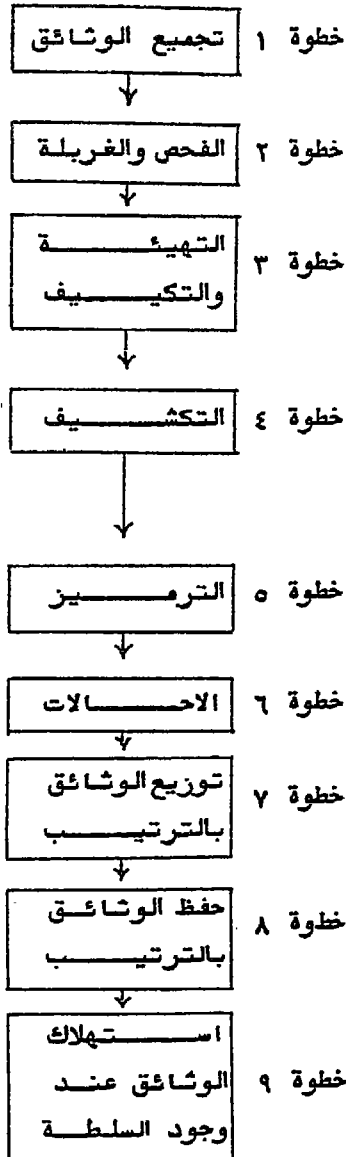 خطوة ١ تجميع الوثائق
خطوة ٢ الفحص والغربلة
خطوة ٣ التهيئة
والتكييف
خطوة ٤ التكشيف
خطوة ٥ الترميز
خطوة ٦ الاحالات
خطوة ٧ توزيع الوثائق
بالترتيب
خطوة ٨ حفظ الوثائق
بالترتيب
خطوة ٩ استهلاك
الوثائق عند
وجود السلطة